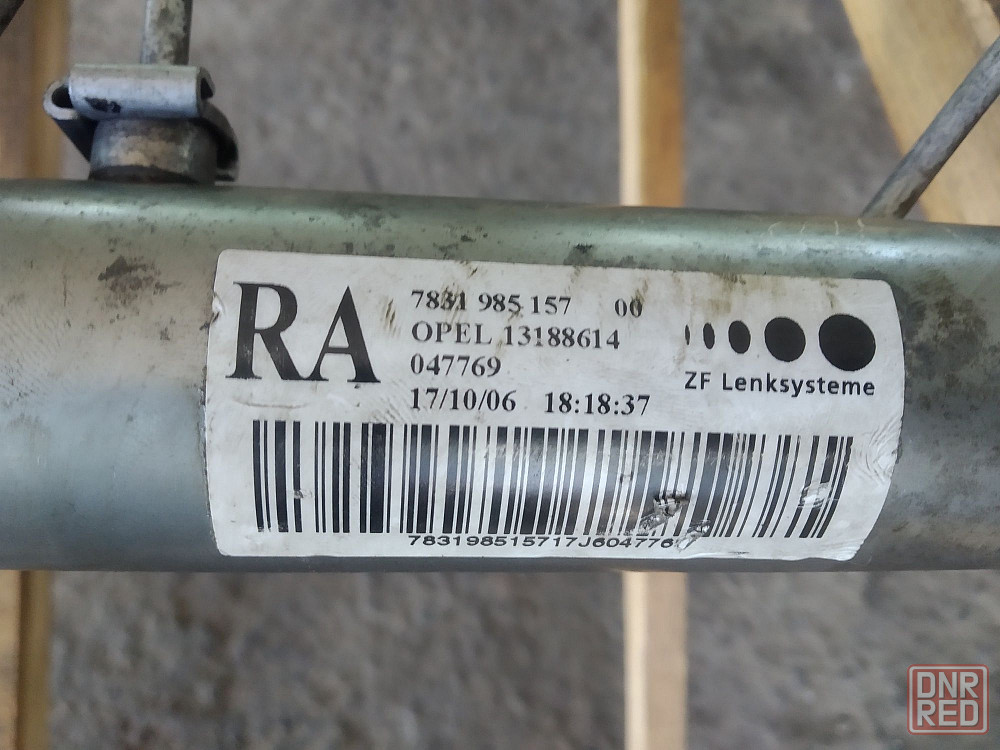 RA
7831 985 157 00
OPEL 13188614
047769
17/10/06 18:18:37
ZF Lenksysteme
783198515717J604776
DNR
RED